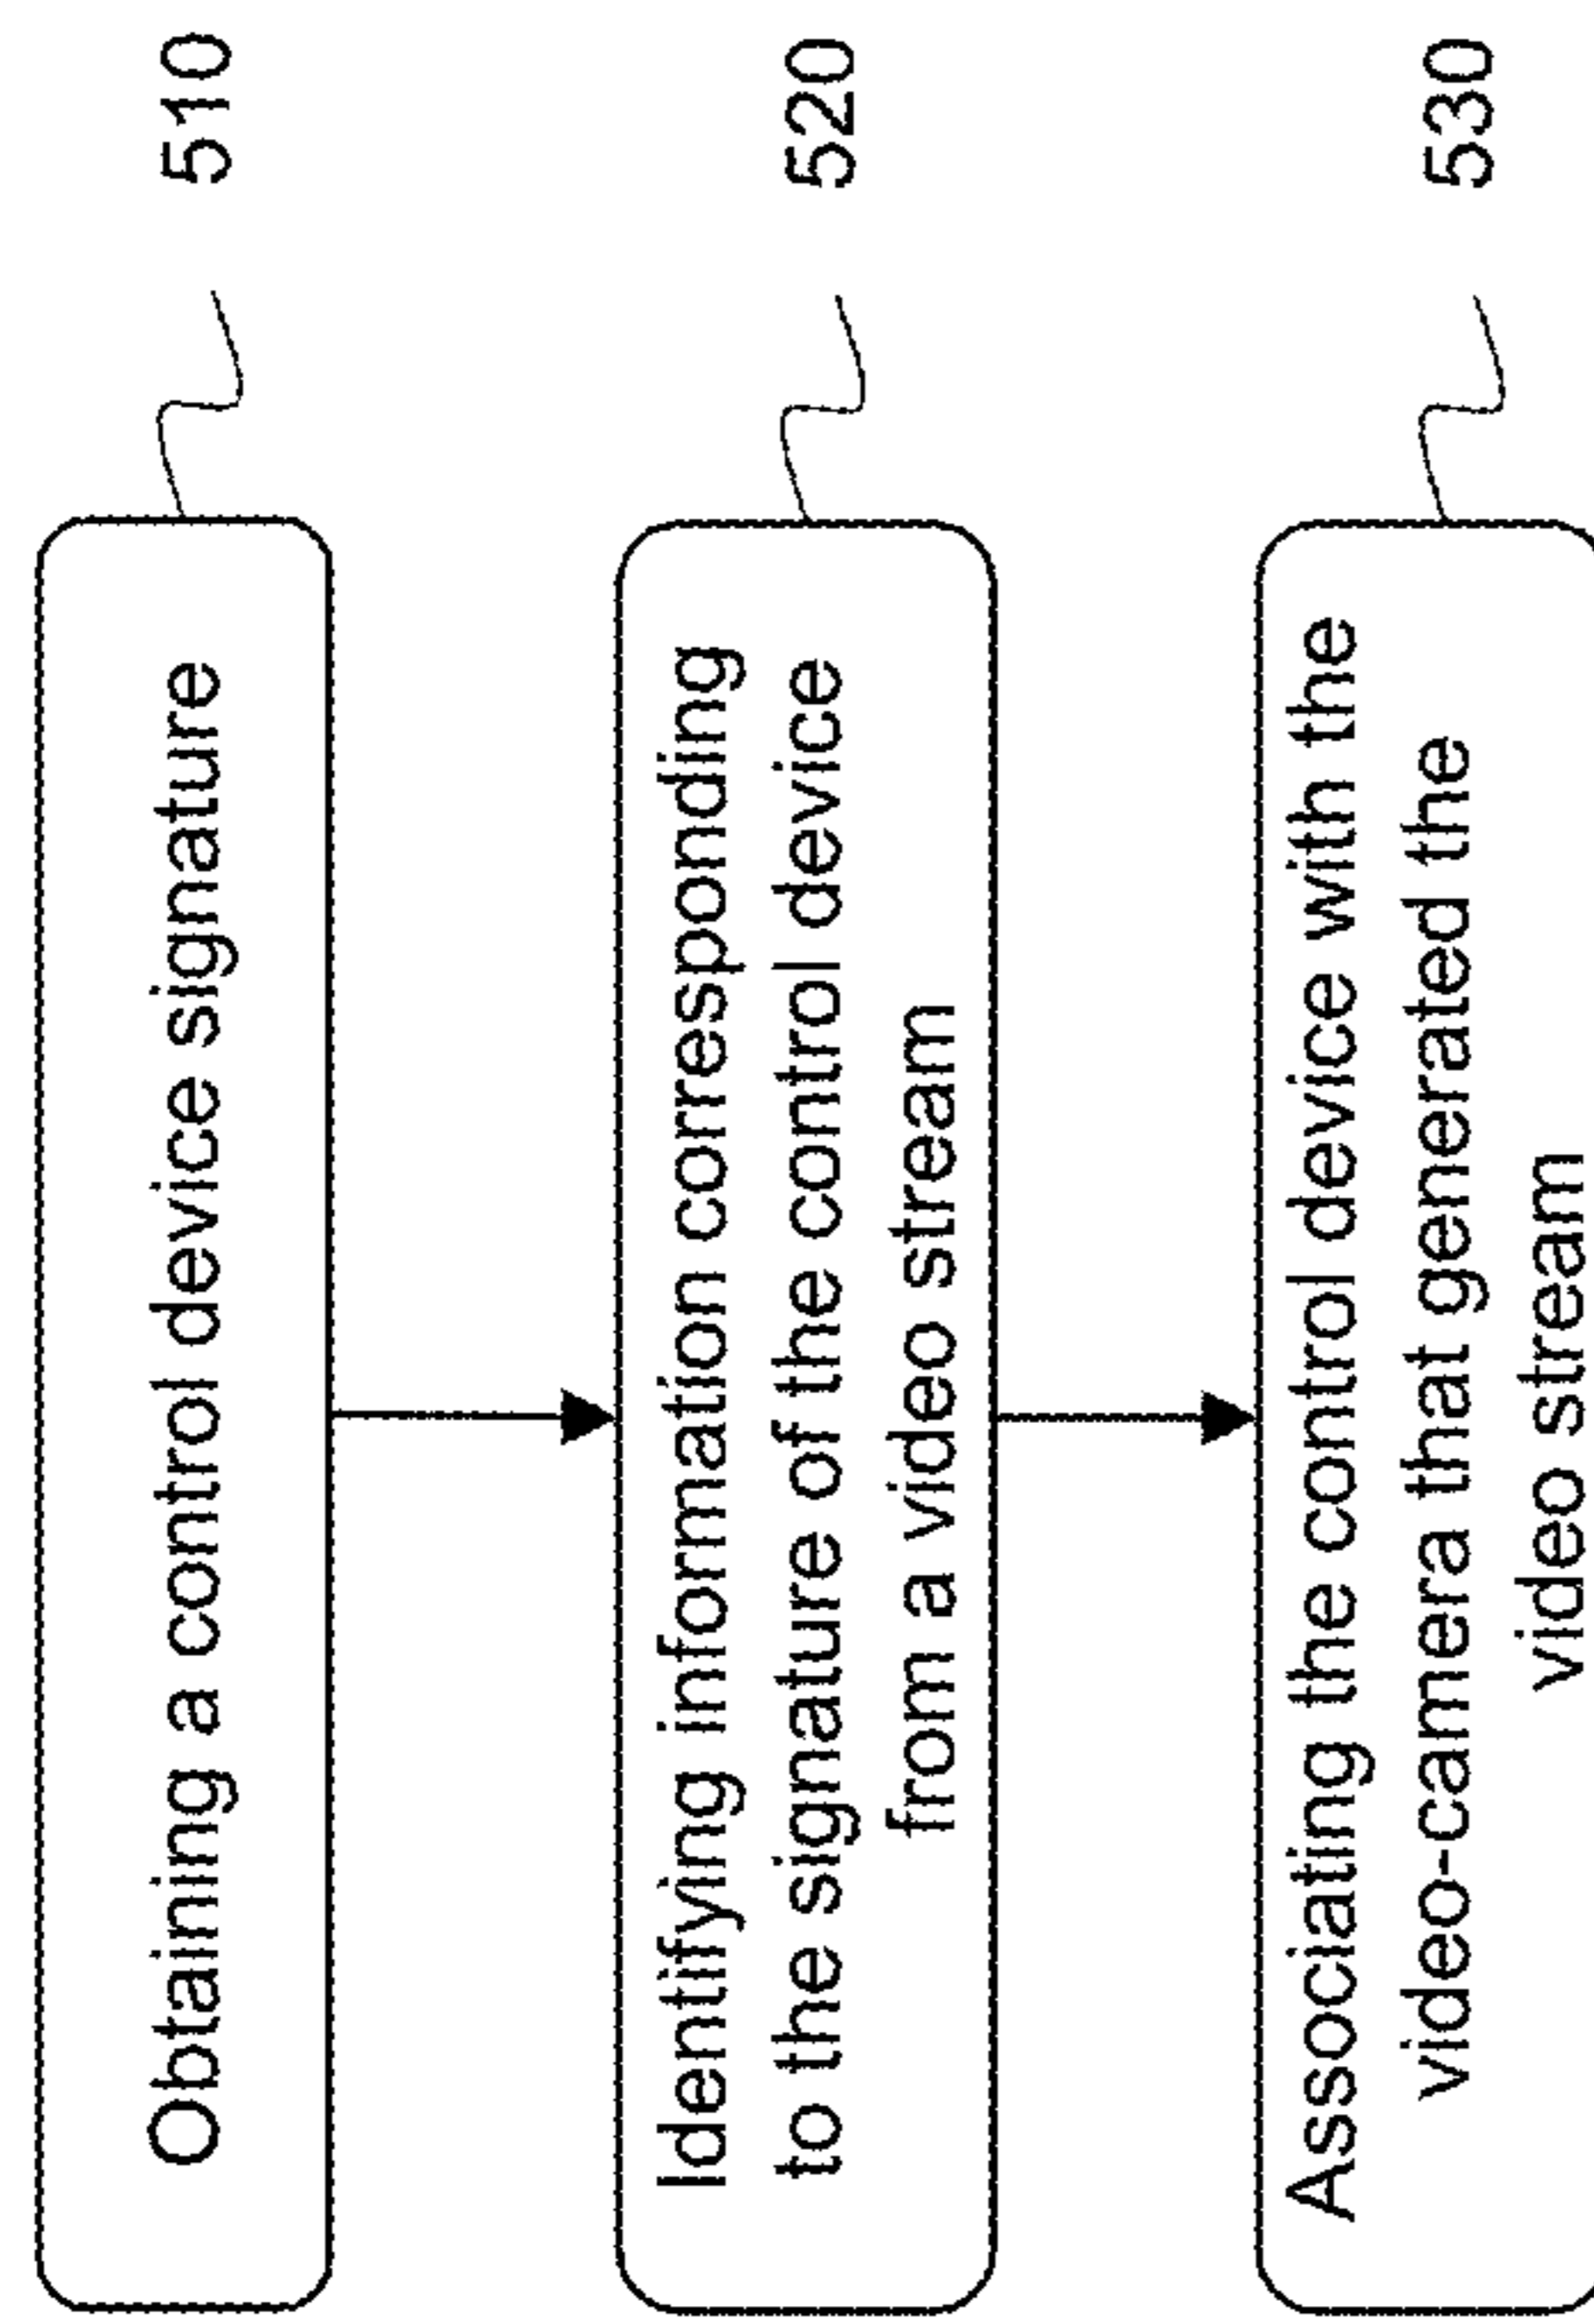 Obtaining a control device signature
510
Identifying information corresponding
to the signature of the control device
from a video stream
520
Associating the control device with the
video-camera that generated the
video stream
530